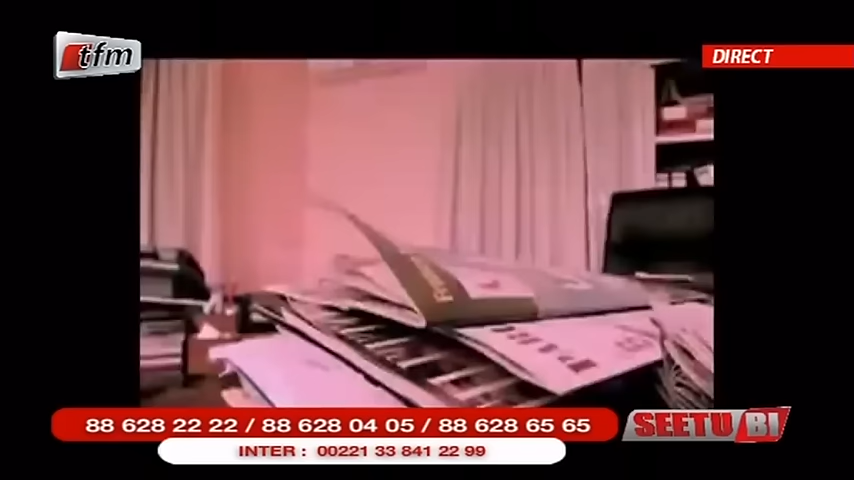 tfm
DIRECT
88 628 22 22 / 88 628 04 05 / 88 628 65 65
SEETU BI
INTER : 00221 33 841 22 99